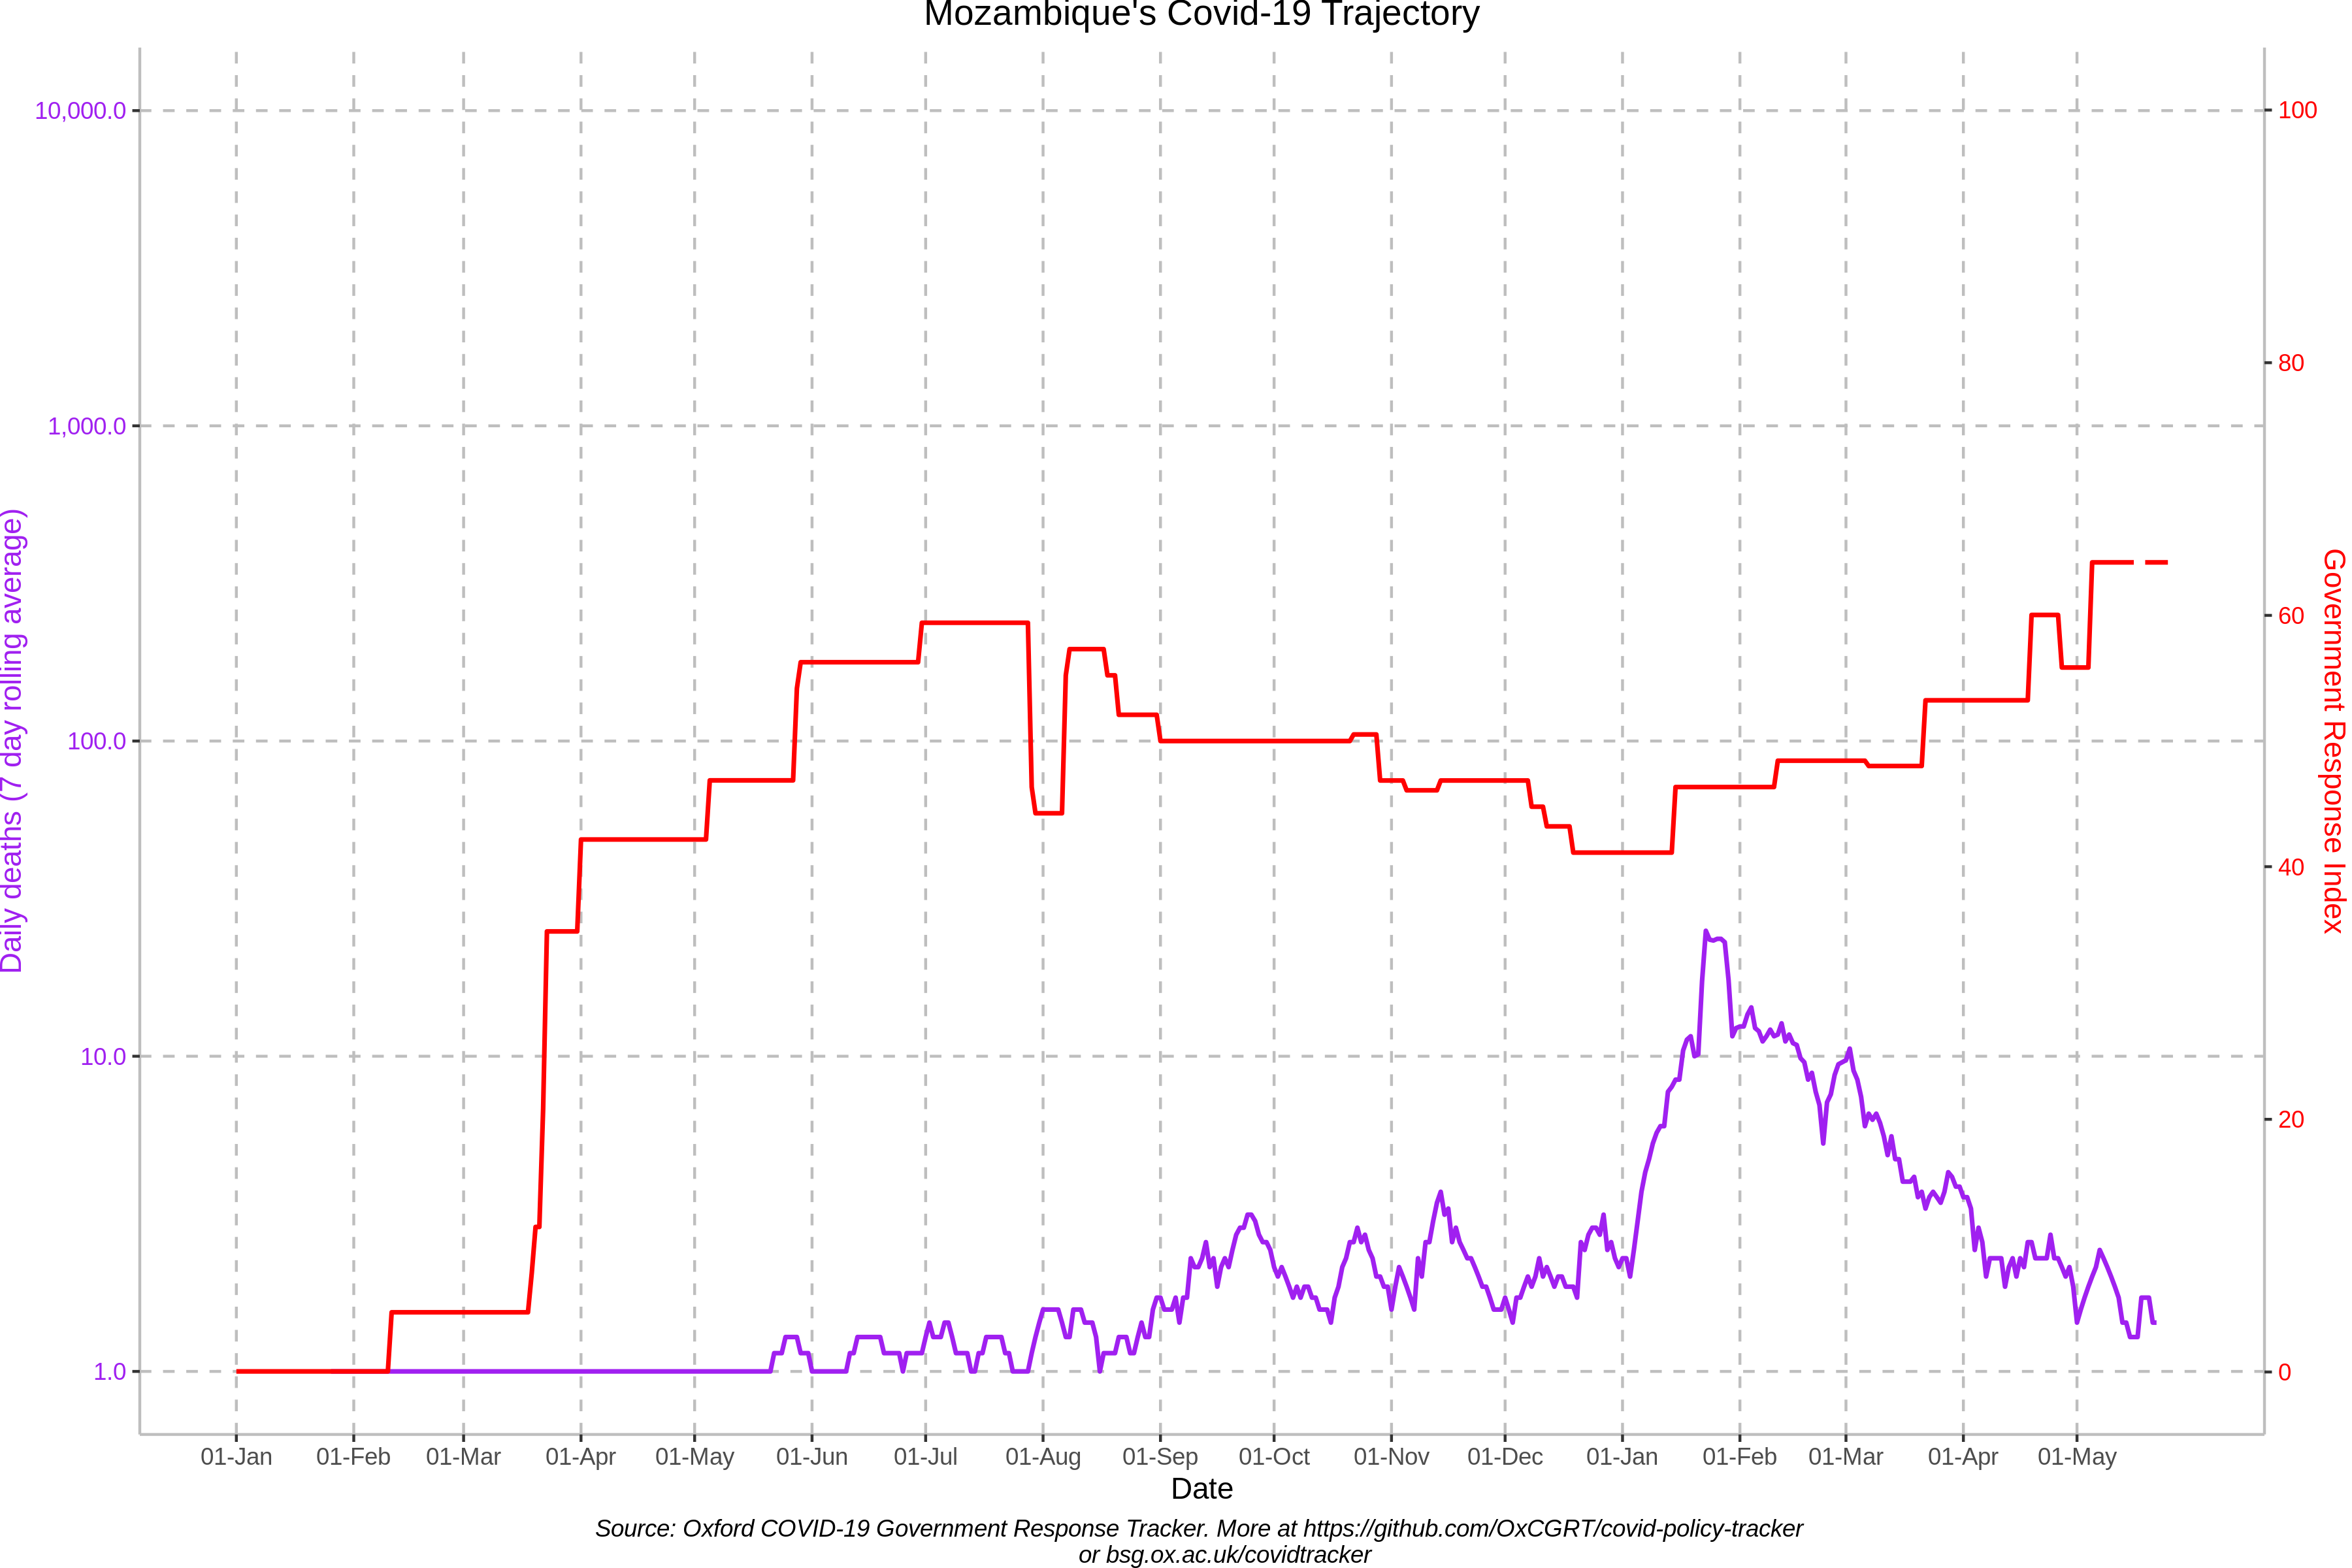 Mozambique's Covid-19 Trajectory
10,000.0
1,000.0
100.0
10.0
1.0
Daily deaths (7 day rolling average)
100
80
60
40
20
0
Government Response Index
01-Jan 01-Feb 01-Mar 01-Apr 01-May 01-Jun 01-Jul 01-Aug 01-Sep 01-Oct 01-Nov 01-Dec 01-Jan 01-Feb 01-Mar 01-Apr 01-May
Date
Source: Oxford COVID-19 Government Response Tracker. More at https://github.com/OxCGRT/covid-policy-tracker
or bsg.ox.ac.uk/covidtracker